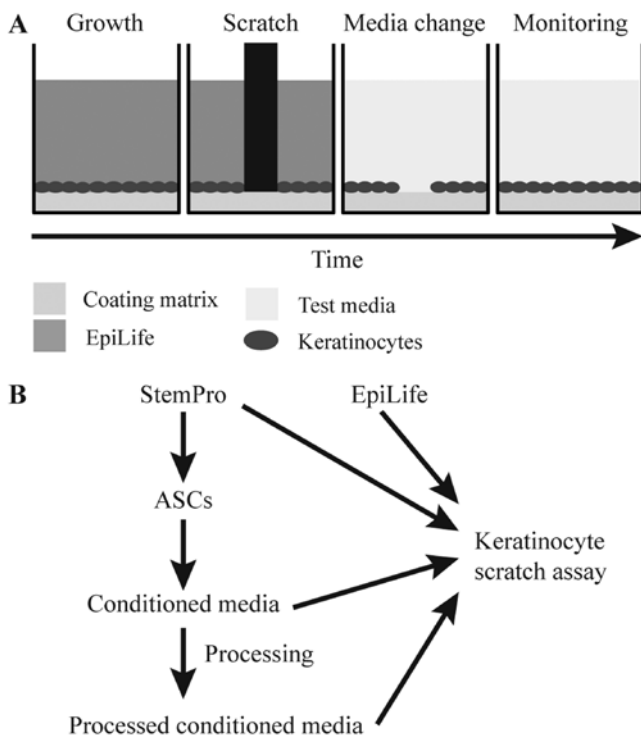 A
Growth
Scratch
Media change
Monitoring
Time
Coating matrix
Test media
EpiLife
Keratinocytes
B
StemPro
EpiLife
ASCs
Keratinocyte
scratch assay
Conditioned media
Processing
Processed conditioned media